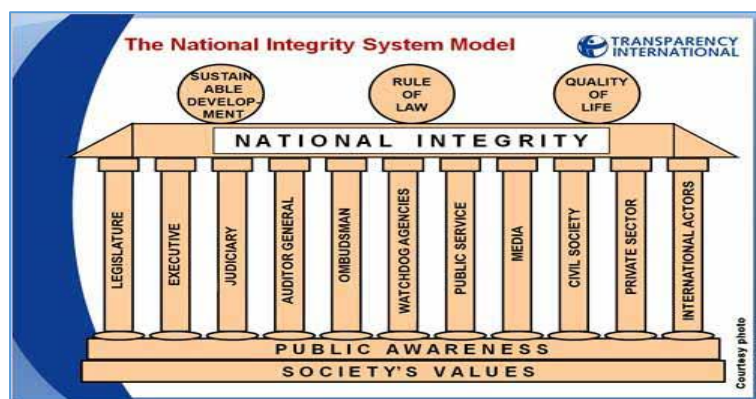 The National Integrity System Model
TRANSPARENCY
INTERNATIONAL
SUSTAIN
ABLE
DEVELOP-
MENT
RULE
OF
LAW
QUALITY
OF
LIFE
NATIONAL INTEGRITY
LEGISLATURE
EXECUTIVE
JUDICIARY
AUDITOR GENERAL
OMBUDSMAN
WATCHDOG AGENCIES
PUBLIC SERVICE
MEDIA
CIVIL SOCIETY
PRIVATE SECTOR
INTERNATIONAL ACTORS
PUBLIC AWARENESS
SOCIETY'S VALUES
Courtesy photo